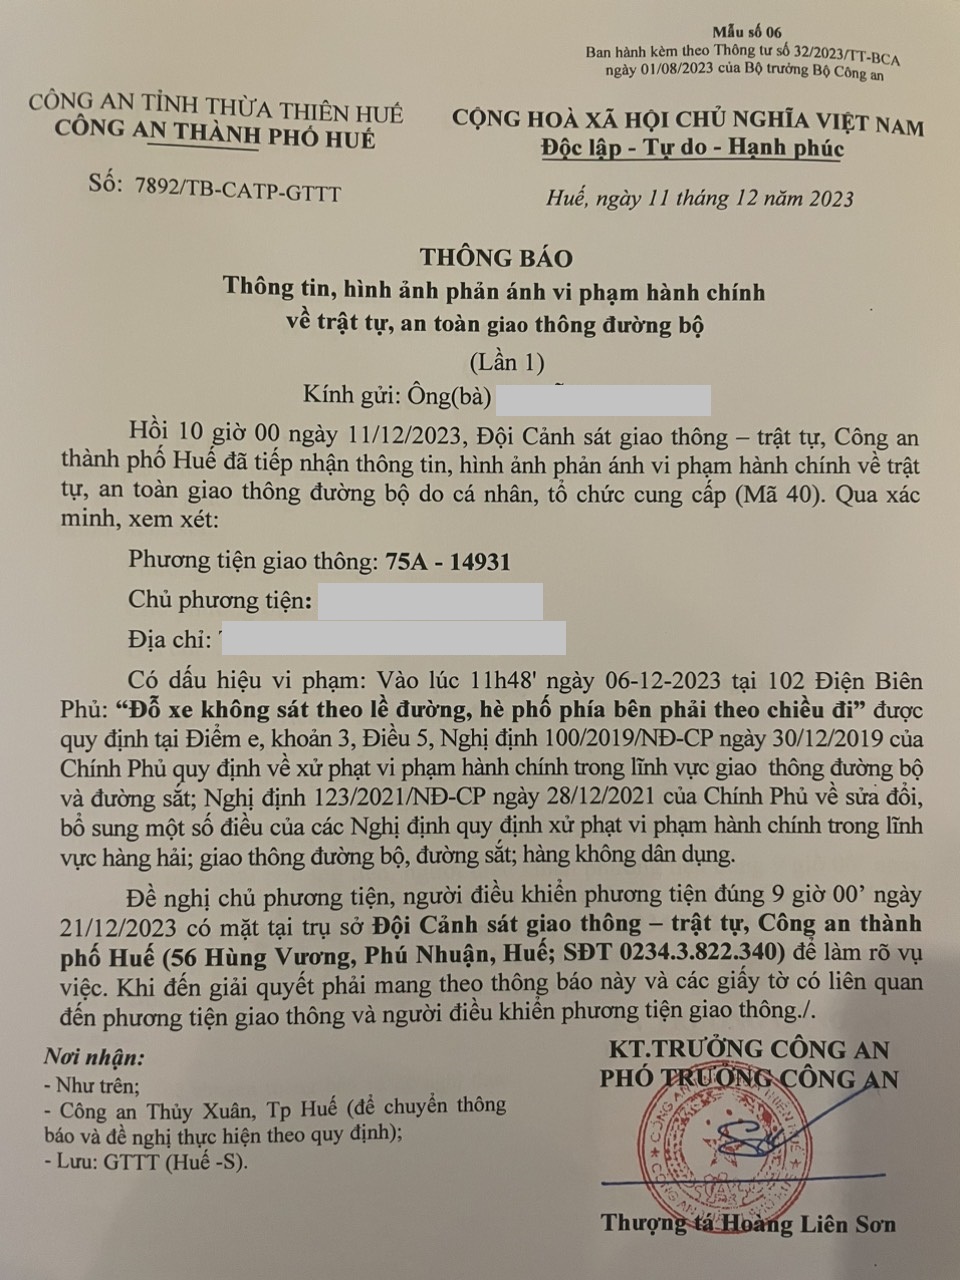 Mẫu số 06
Ban hành kèm theo Thông tư số 32/2023/TT-BCA
ngày 01/08/2023 của Bộ trưởng Bộ Công an
CÔNG AN TỈNH THỪA THIÊN HUẾ
CÔNG AN THÀNH PHỐ HUẾ
Số: 7892/TB-CATP-GTTT
CỘNG HOÀ XÃ HỘI CHỦ NGHĨA VIỆT NAM
Độc lập - Tự do - Hạnh phúc
Huế, ngày 11 tháng 12 năm 2023
THÔNG BÁO
Thông tin, hình ảnh phản ánh vi phạm hành chính
về trật tự, an toàn giao thông đường bộ
(Lần 1)
Kính gửi: Ông(bà)
Hồi 10 giờ 00 ngày 11/12/2023, Đội Cảnh sát giao thông – trật tự, Công an
thành phố Huế đã tiếp nhận thông tin, hình ảnh phản ánh vi phạm hành chính về trật
tự, an toàn giao thông đường bộ do cá nhân, tổ chức cung cấp (Mã 40). Qua xác
minh, xem xét:
Phương tiện giao thông: 75A - 14931
Chủ phương tiện:
Địa chỉ:
Có dấu hiệu vi phạm: Vào lúc 11h48' ngày 06-12-2023 tại 102 Điện Biên
Phủ: “Đỗ xe không sát theo lề đường, hè phố phía bên phải theo chiều đi” được
quy định tại Điểm e, khoản 3, Điều 5, Nghị định 100/2019/NĐ-CP ngày 30/12/2019 của
Chính Phủ quy định về xử phạt vi phạm hành chính trong lĩnh vực giao thông đường bộ
và đường sắt; Nghị định 123/2021/NĐ-CP ngày 28/12/2021 của Chính Phủ về sửa đổi,
bổ sung một số điều của các Nghị định quy định xử phạt vi phạm hành chính trong lĩnh
vực hàng hải; giao thông đường bộ, đường sắt; hàng không dân dụng.
Đề nghị chủ phương tiện, người điều khiển phương tiện đúng 9 giờ 00’ ngày
21/12/2023 có mặt tại trụ sở Đội Cảnh sát giao thông – trật tự, Công an thành
phố Huế (56 Hùng Vương, Phú Nhuận, Huế; SĐT 0234.3.822.340) để làm rõ vụ
việc. Khi đến giải quyết phải mang theo thông báo này và các giấy tờ có liên quan
đến phương tiện giao thông và người điều khiển phương tiện giao thông./.
Nơi nhận:
- Như trên;
- Công an Thủy Xuân, Tp Huế (để chuyển thông
báo và đề nghị thực hiện theo quy định);
- Lưu: GTTT (Huế -S).
KT.TRƯỞNG CÔNG AN
PHÓ TRƯỞNG CÔNG AN
Thượng tá Hoàng Liên Sơn